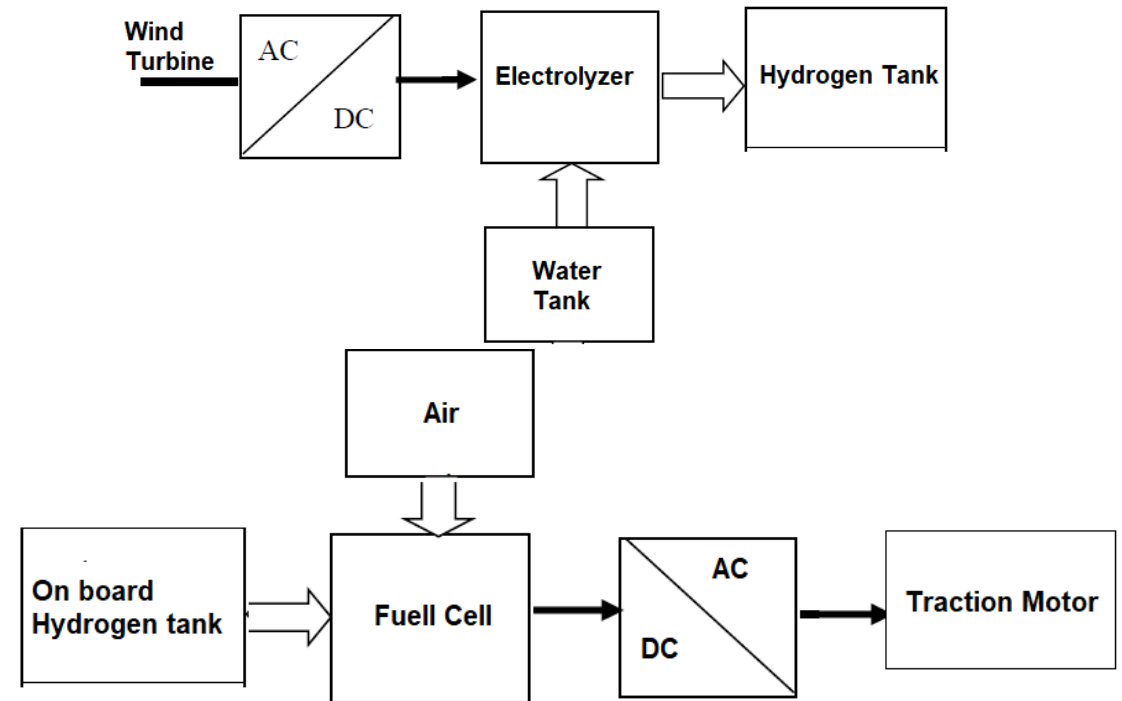 Wind
Turbine
AC
DC
Electrolyzer
Hydrogen Tank
Water
Tank
Air
On board
Hydrogen tank
Fuell Cell
AC
DC
Traction Motor